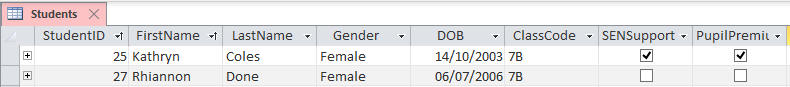 Students
StudentID FirstName LastName Gender DOB ClassCode SENSupport PupilPremiu
25 Kathryn Coles Female 14/10/2003 7B
27 Rhiannon Done Female 06/07/2006 7B